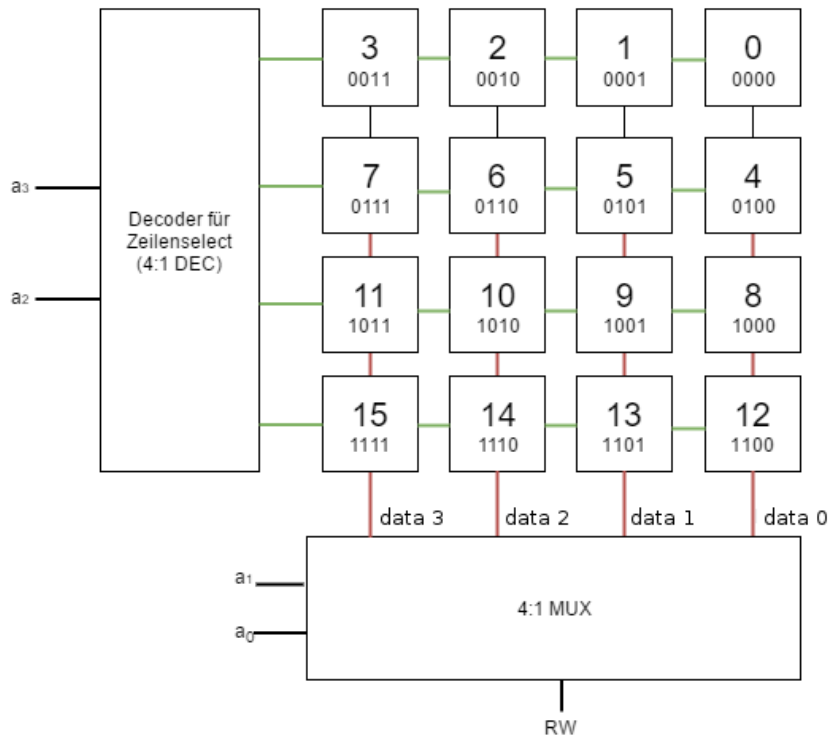 3
0011
2
0010
1
0001
0
0000
a3
a2
Decoder für
Zeilenselect
(4:1 DEC)
7
0111
6
0110
5
0101
4
0100
11
1011
10
1010
9
1001
8
1000
15
1111
14
1110
13
1101
12
1100
data 3
data 2
data 1
data 0
a1
a0
4:1 MUX
RW